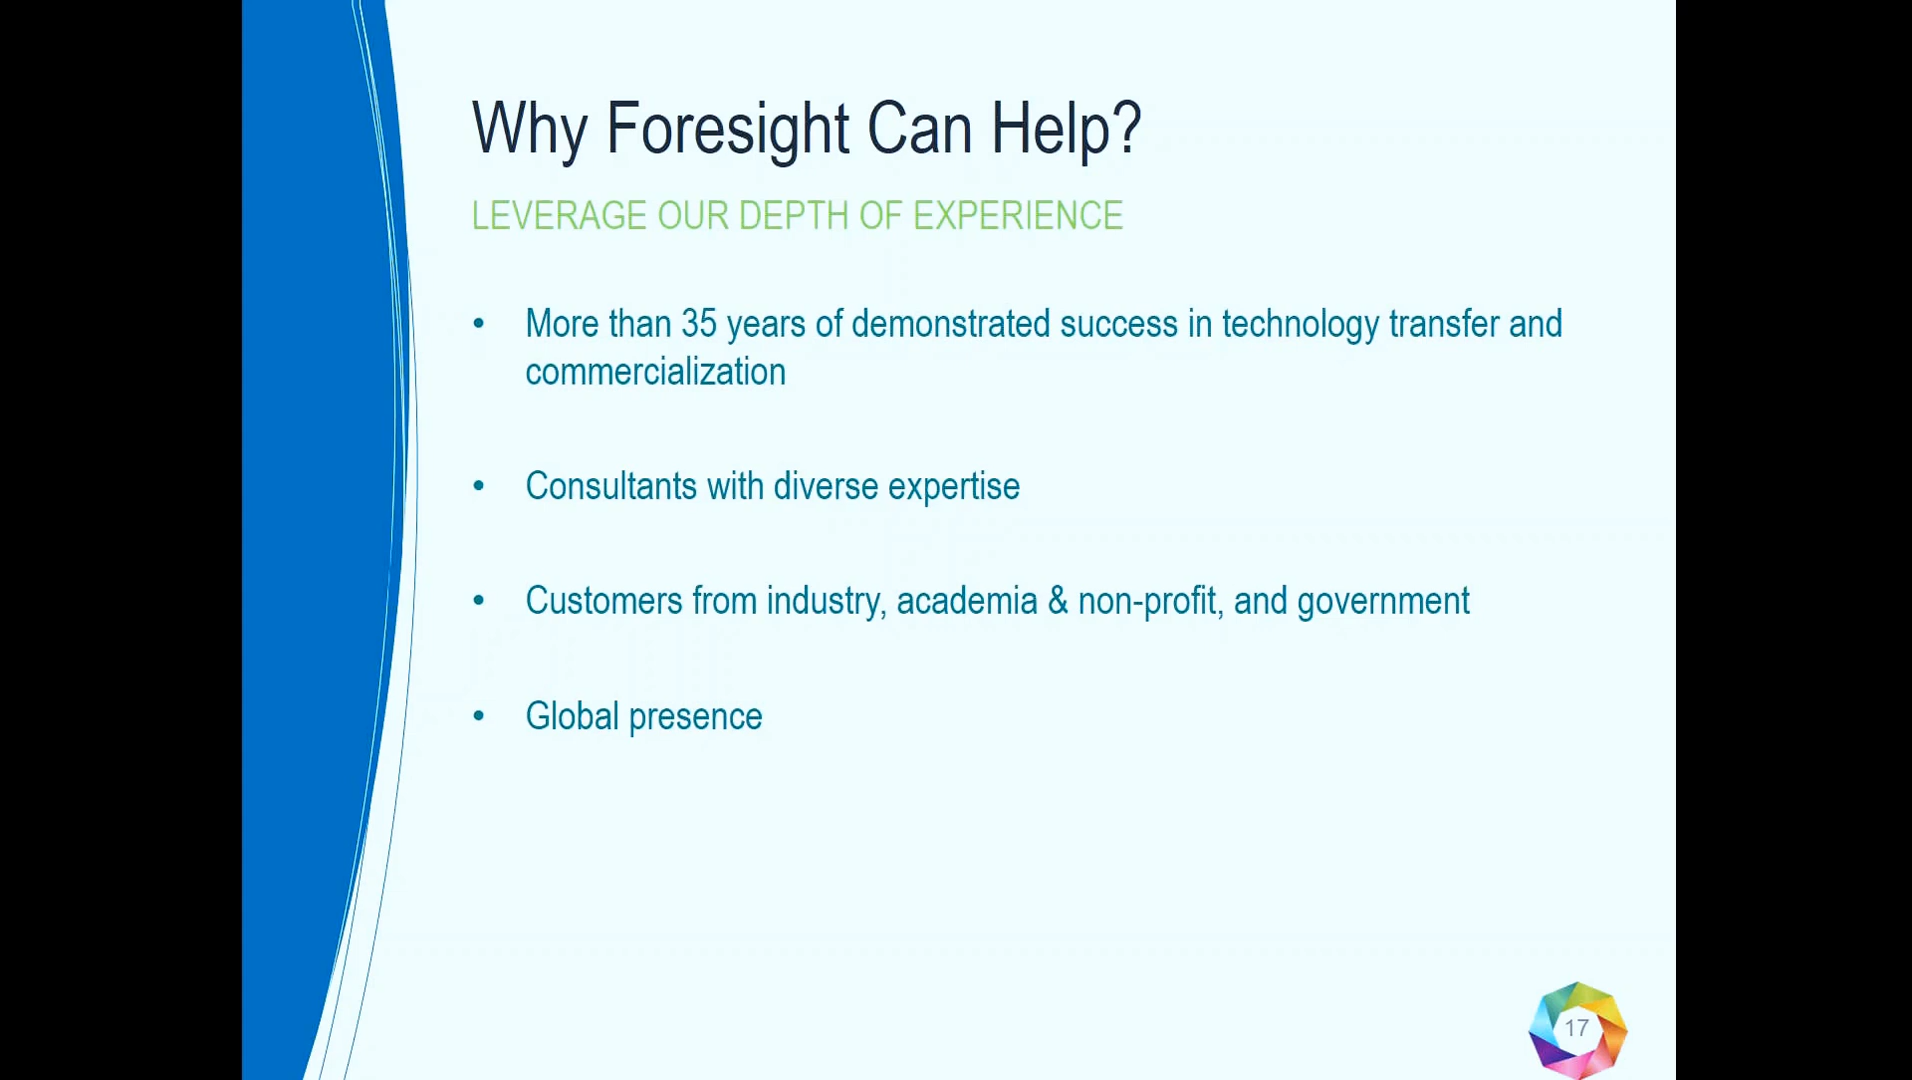 Why Foresight Can Help?
LEVERAGE OUR DEPTH OF EXPERIENCE
• More than 35 years of demonstrated success in technology transfer and
commercialization
• Consultants with diverse expertise
• Customers from industry, academia & non-profit, and government
• Global presence
17